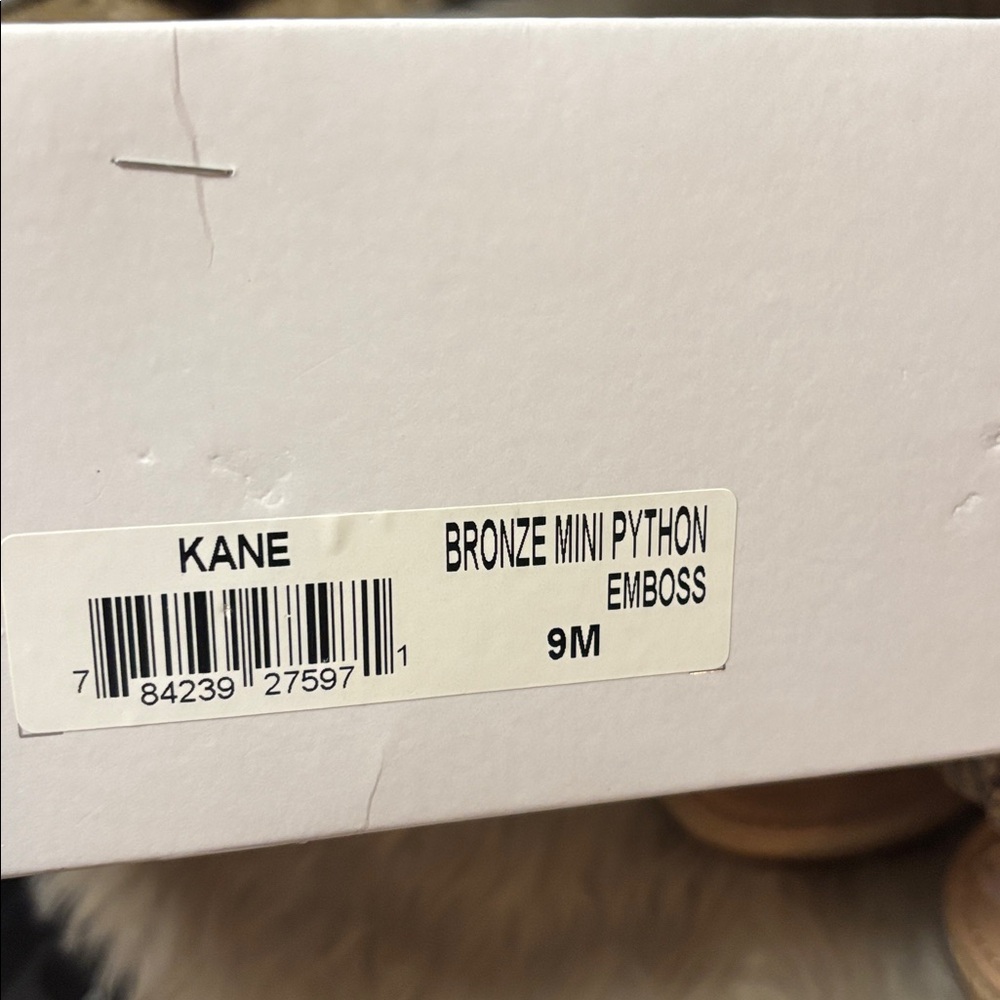 KANE
7 84239 27597 1
BRONZE MINI PYTHON
EMBOSS
9M